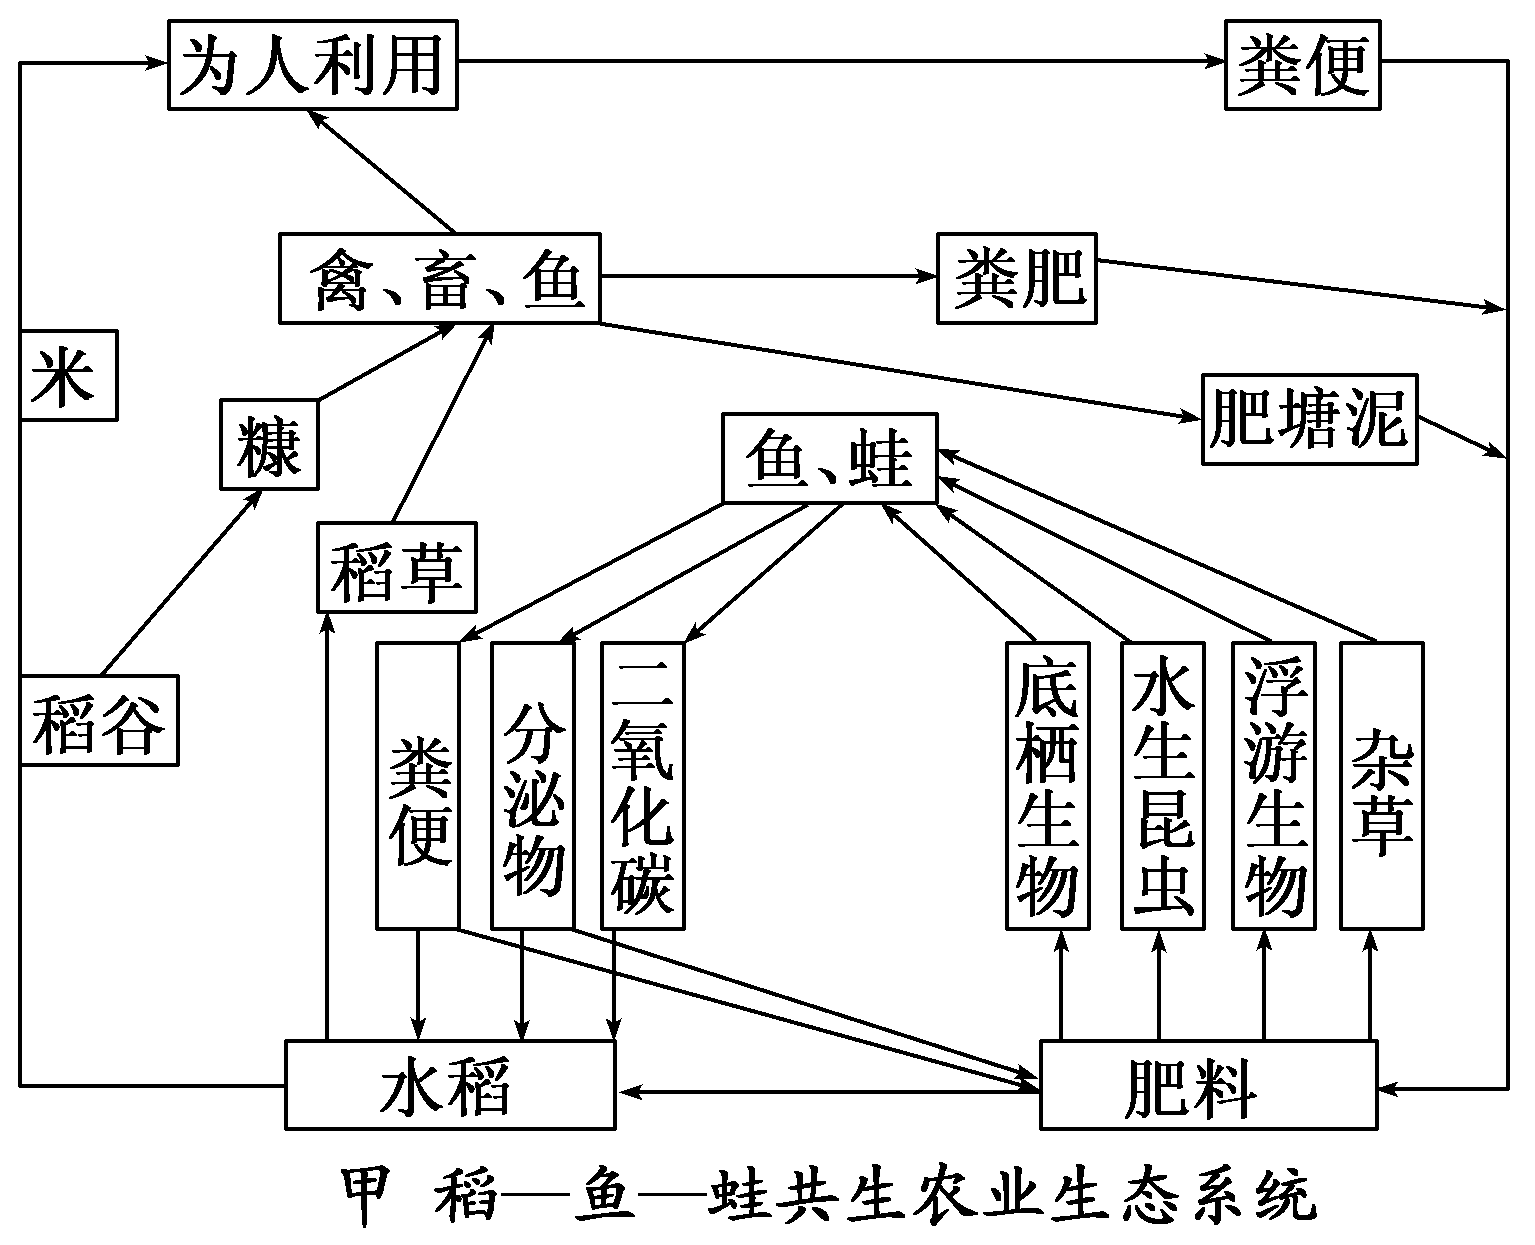 为人利用
粪便
禽、畜、鱼
粪肥
米
糠
肥塘泥
鱼、蛙
稻草
稻谷
粪便
分泌物
二氧化碳
底栖生物
水生昆虫
浮游生物
杂草
水稻
肥料
甲 稻——鱼——蛙共生农业生态系统